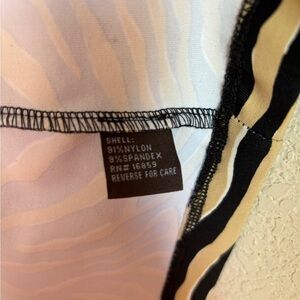 SHELL:
91%NYLON
9%SPANDEX
RN# 16859
REVERSE FOR CARE